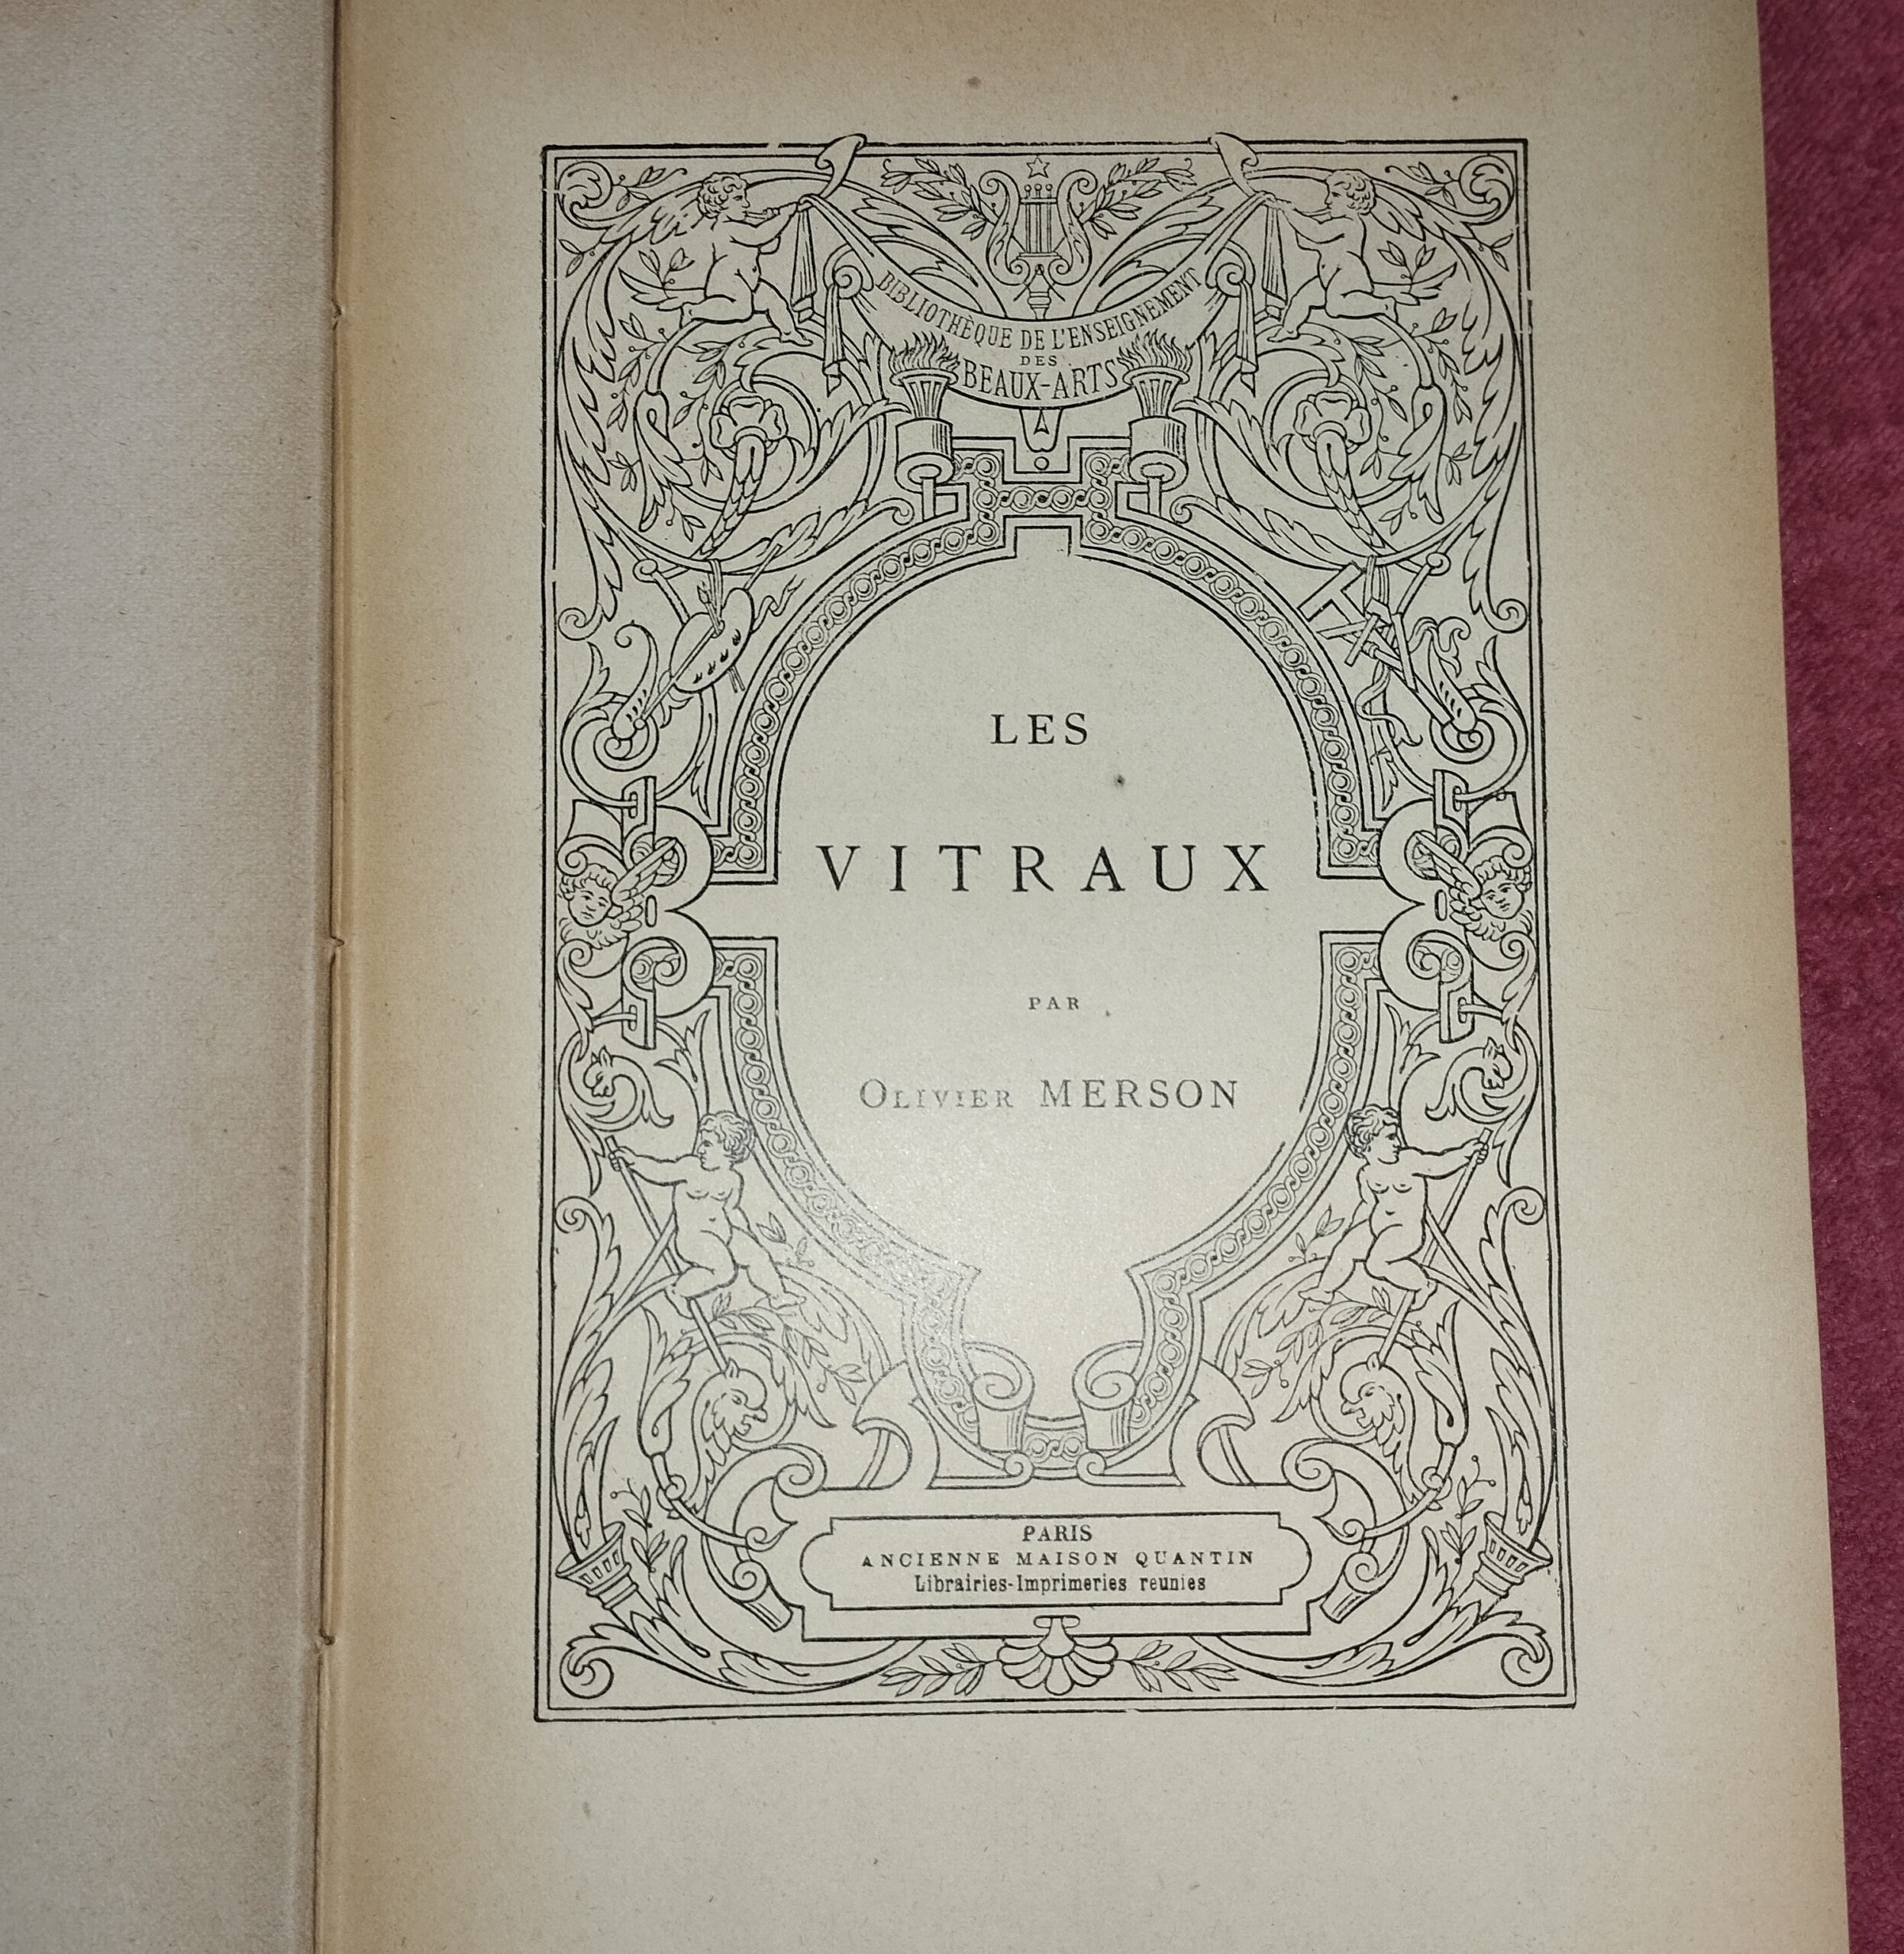 BIBLIOTHÈQUE DE L'ENSEIGNEMENT
DES
BEAUX-ARTS
LES
VITRAUX
PAR
OLIVIER MERSON
PARIS
ANCIENNE MAISON QUANTIN
Librairies-Imprimeries reunies